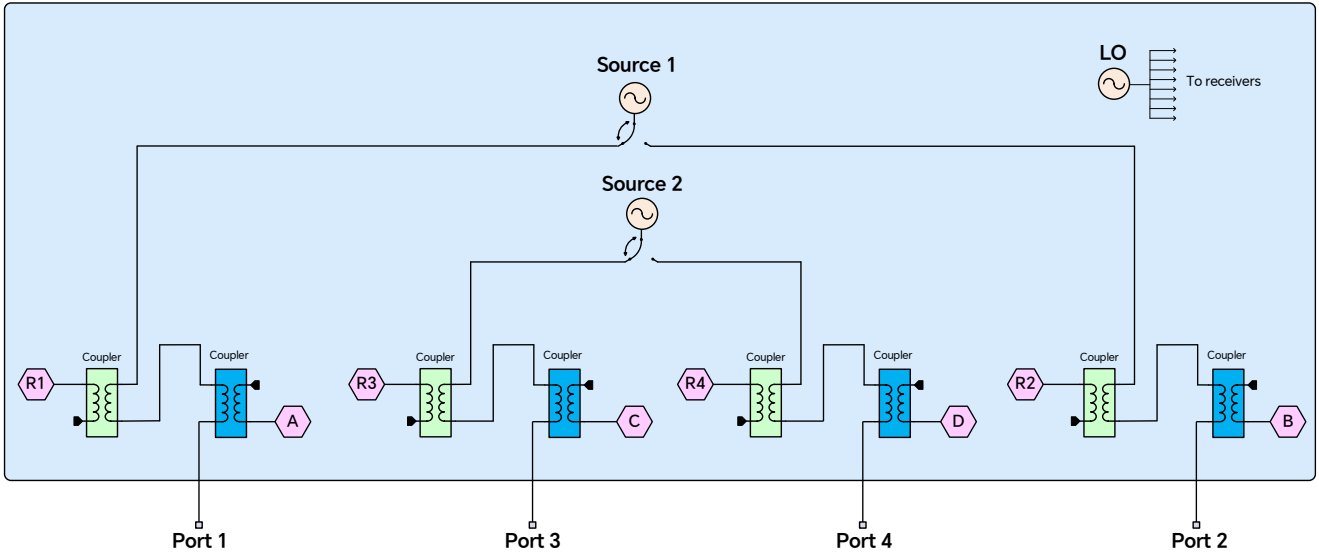 LO
Source 1
To receivers
Source 2
Coupler
Coupler
Coupler
Coupler
Coupler
Coupler
Coupler
Coupler
R1
R3
R4
R2
A
C
D
B
Port 1
Port 3
Port 4
Port 2